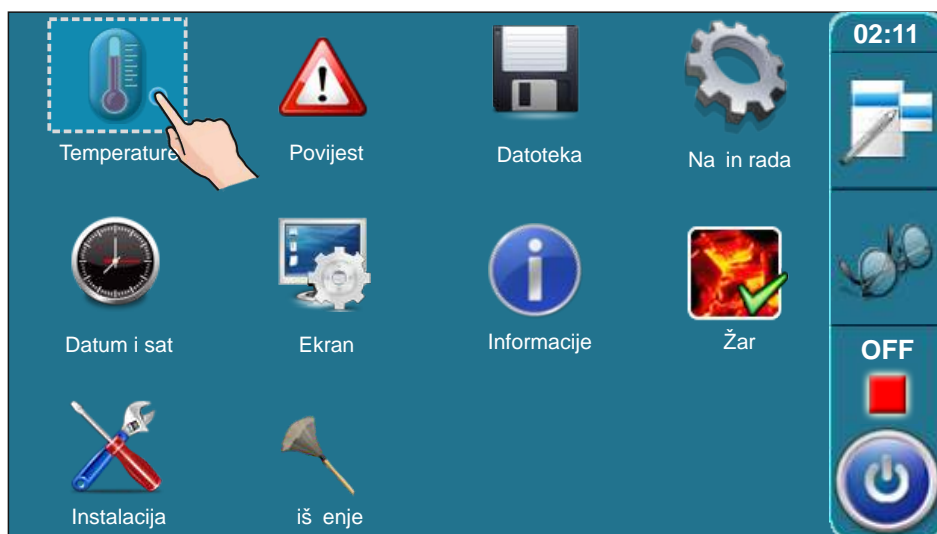 02:11
Temperature
Povijest
Datoteka
Na in rada
Datum i sat
Ekran
Informacije
Žar
OFF
Instalacija
iš enje